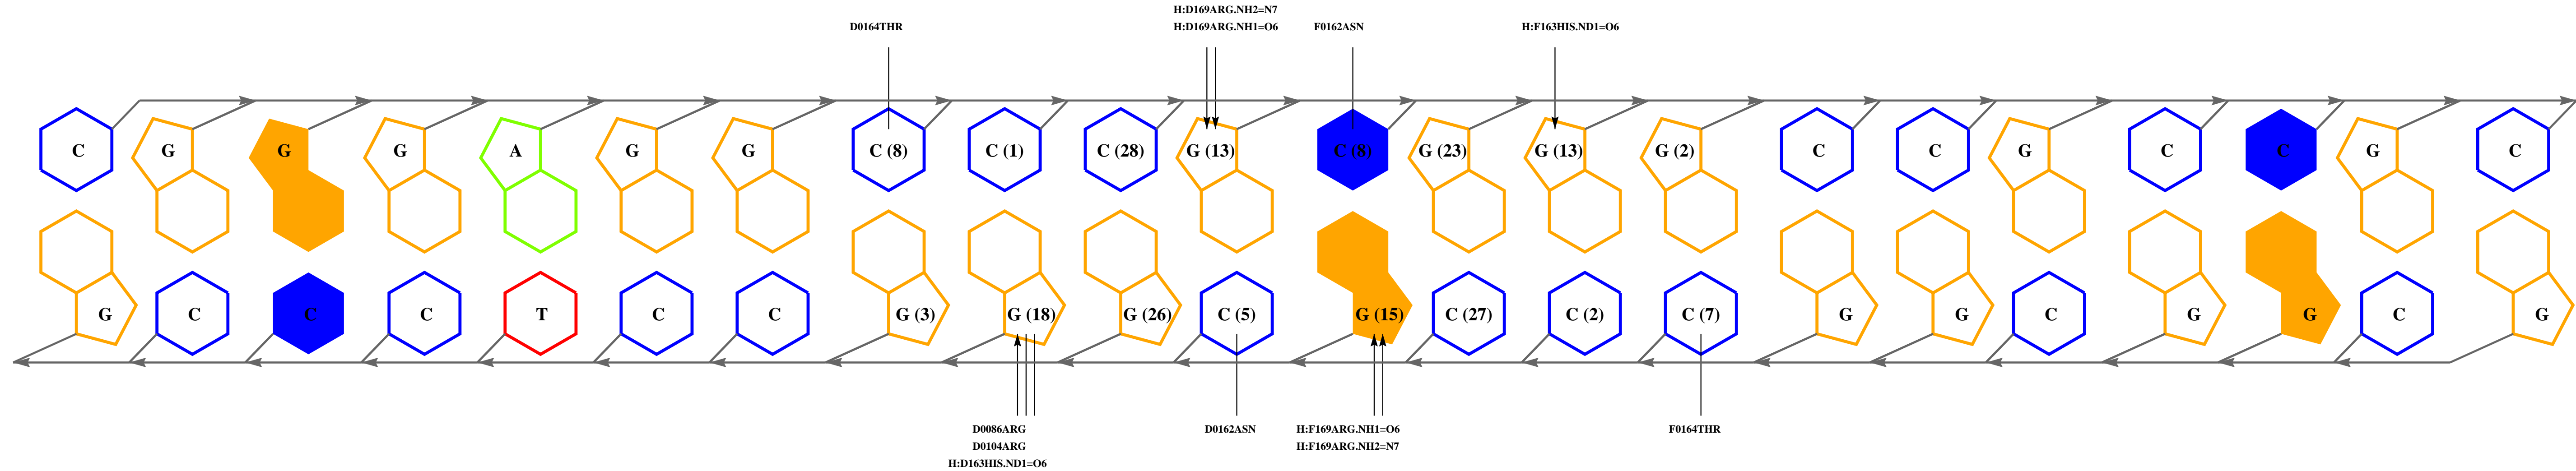 H:D169ARG.NH2=N7
D0164THR H:D169ARG.NH1=O6 F0162ASN H:F163HIS.ND1=O6
C G G G A G G C (8) C (1) C (28) G (13) C (8) G (23) G (13) G (2) C C G C C G C
G C C C T C C G (3) G (18) G (26) C (5) G (15) C (27) C (2) C (7) G G C G G C G
D0086ARG D0162ASN H:F169ARG.NH1=O6 F0164THR
D0104ARG H:F169ARG.NH2=N7
H:D163HIS.ND1=O6